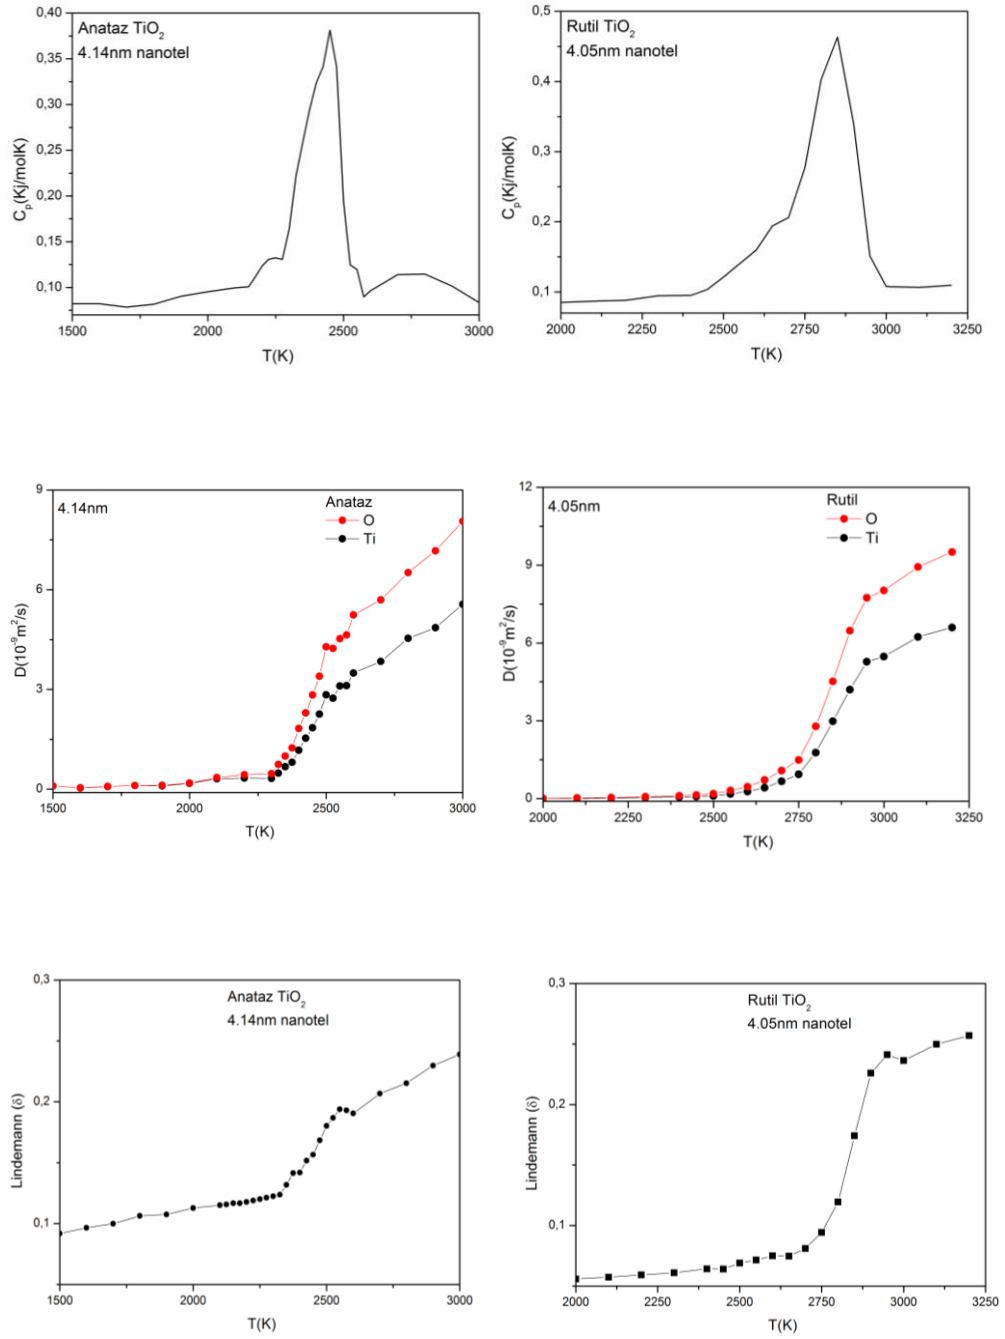 Anataz TiO2
4.14nm nanotel
0,40
0,35
0,30
0,25
0,20
0,15
0,10
Cp(Kj/molK)
1500
2000
2500
3000
T(K)
Rutil TiO2
4.05nm nanotel
0,5
0,4
0,3
0,2
0,1
Cp(Kj/molK)
2000
2250
2500
2750
3000
3250
T(K)
4.14nm
Anataz
O
Ti
9
6
3
0
D(10-9m2/s)
1500
2000
2500
3000
T(K)
4.05nm
Rutil
O
Ti
12
9
6
3
0
D(10-9m2/s)
2000
2250
2500
2750
3000
3250
T(K)
Anataz TiO2
4.14nm nanotel
0,3
0,2
0,1
Lindemann (δ)
1500
2000
2500
3000
T(K)
Rutil TiO2
4.05nm nanotel
0,3
0,2
0,1
Lindemann (δ)
2000
2250
2500
2750
3000
3250
T(K)